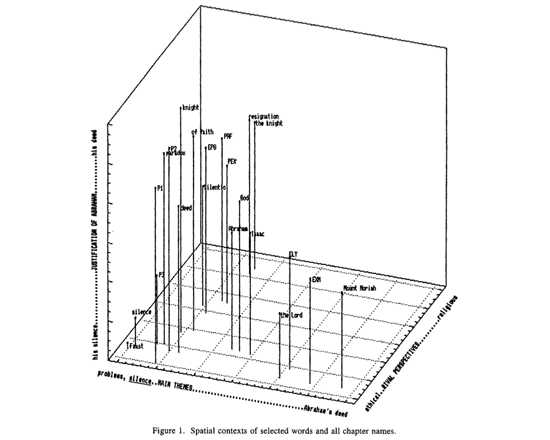 knight
resignation
the knight
of faith
PRF
P2
paradox
EPG
PEX
P1
silentio
God
deed
Abraham
Isaac
ELY
P3
EXM
Mount Moriah
silence
the Lord
Faust
his silence........JUSTIFICATION OF ABRAHAM........his deed
problems, silence..MAIN THEMES........Abraham's deed
ethical..RIVAL PERSPECTIVES........religious
Figure 1. Spatial contexts of selected words and all chapter names.